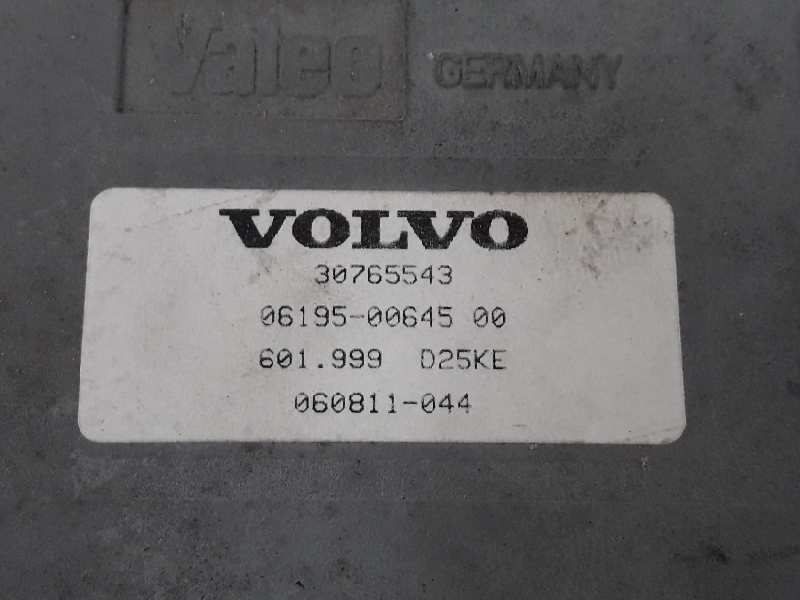 Valeo GERMANY
VOLVO
30765543
06195-00645 00
601.999 D25KE
060811-044